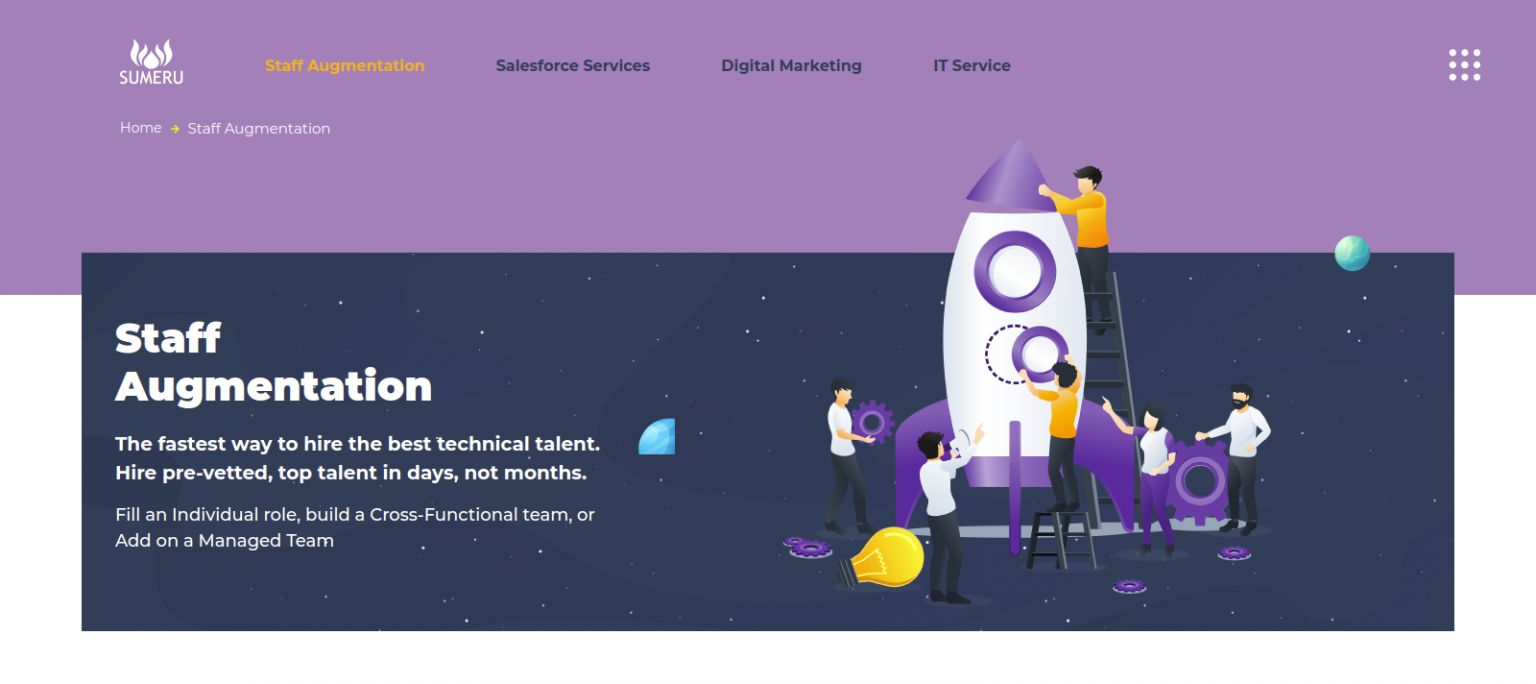 SUMERU
Staff Augmentation
Salesforce Services
Digital Marketing
IT Service
Home → Staff Augmentation
Staff
Augmentation
The fastest way to hire the best technical talent.
Hire pre-vetted, top talent in days, not months.
Fill an Individual role, build a Cross-Functional team, or
Add on a Managed Team